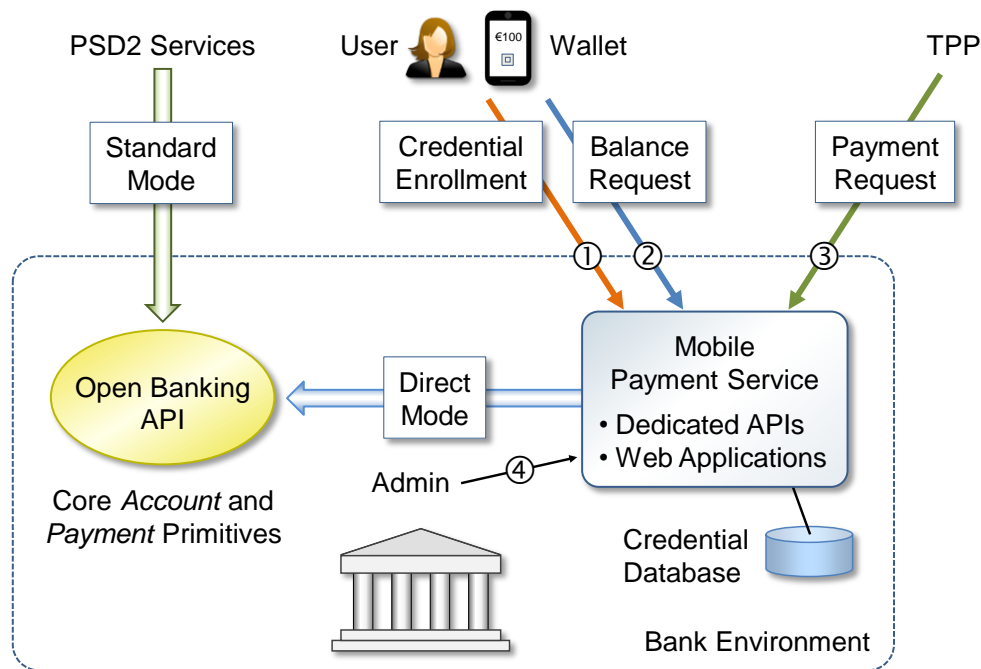 PSD2 Services
User
€100
Wallet
TPP
Standard
Mode
Credential
Enrollment
Balance
Request
Payment
Request
①
②
③
Open Banking
API
Direct
Mode
Mobile
Payment Service
• Dedicated APIs
• Web Applications
Admin
④
Core Account and
Payment Primitives
Credential
Database
Bank Environment